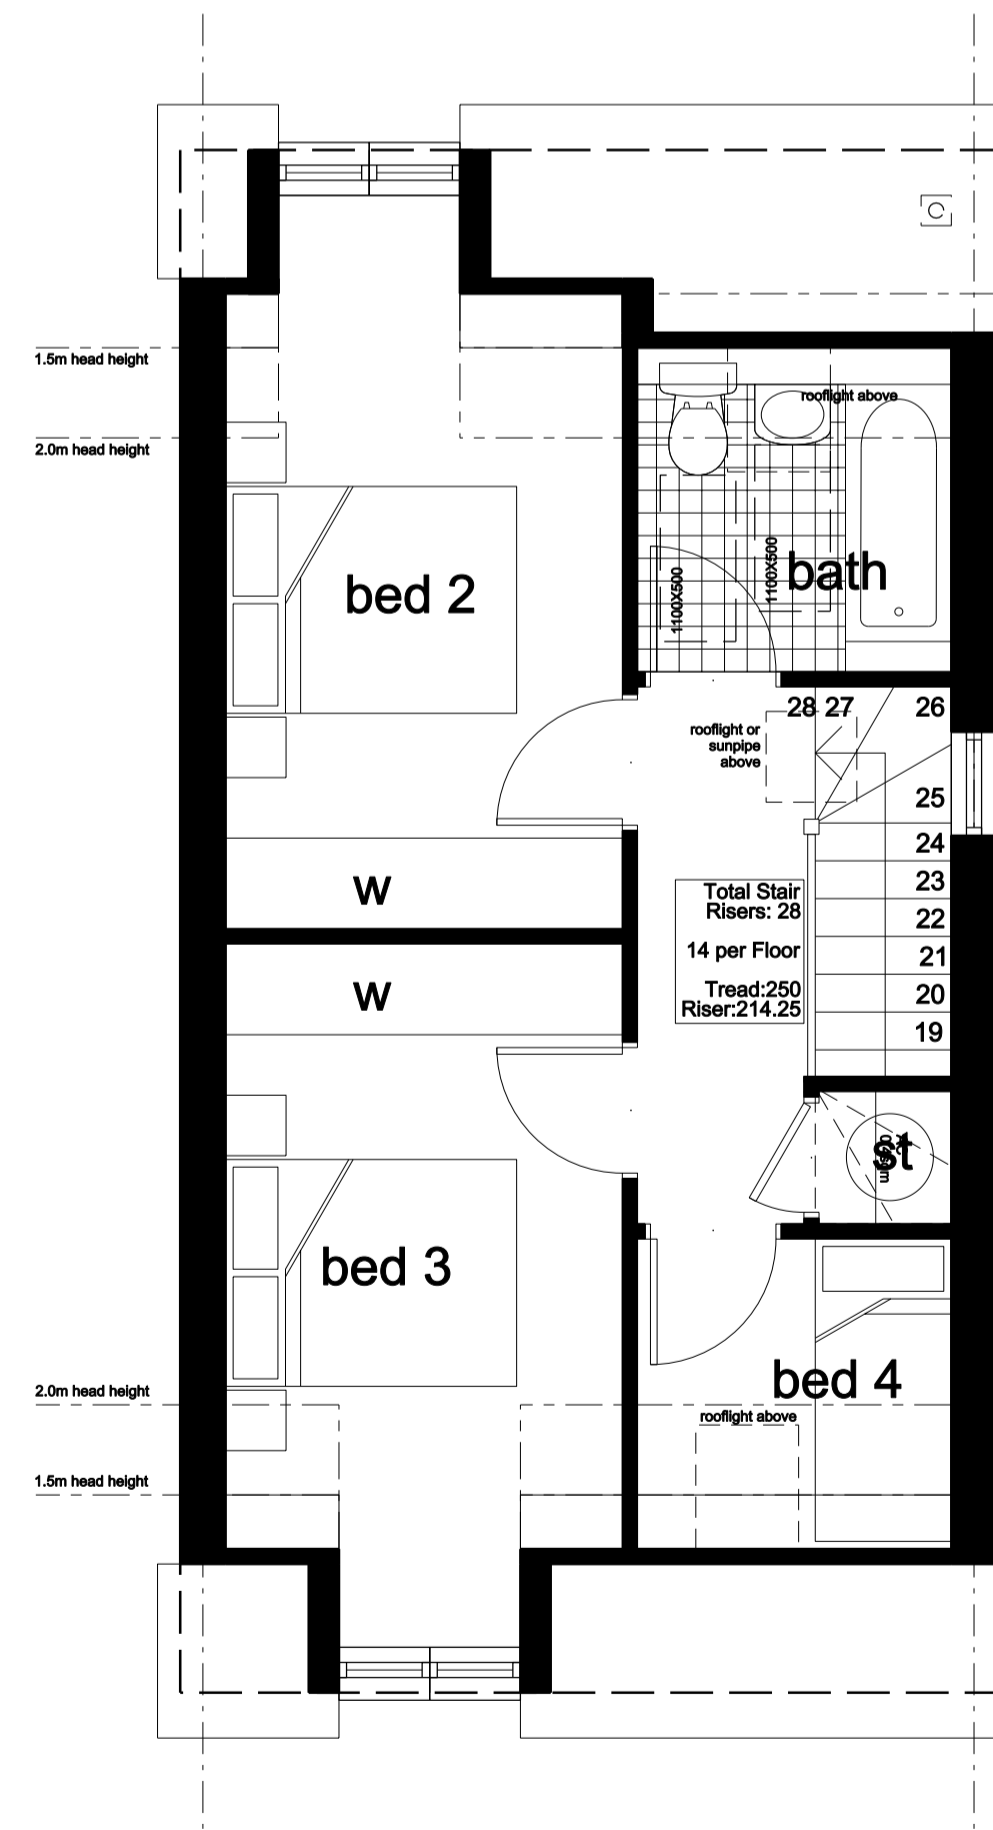 1.5m head height
2.0m head height
rooflight above
bed 2
bath
1100X500
1100X500
28 27 26
rooflight or
sunpipe
above
25
24
23
22
21
20
19
W
Total Stair
Risers: 28
14 per Floor
Tread:250
Riser:214.25
W
st
bed 3
bed 4
2.0m head height
rooflight above
1.5m head height